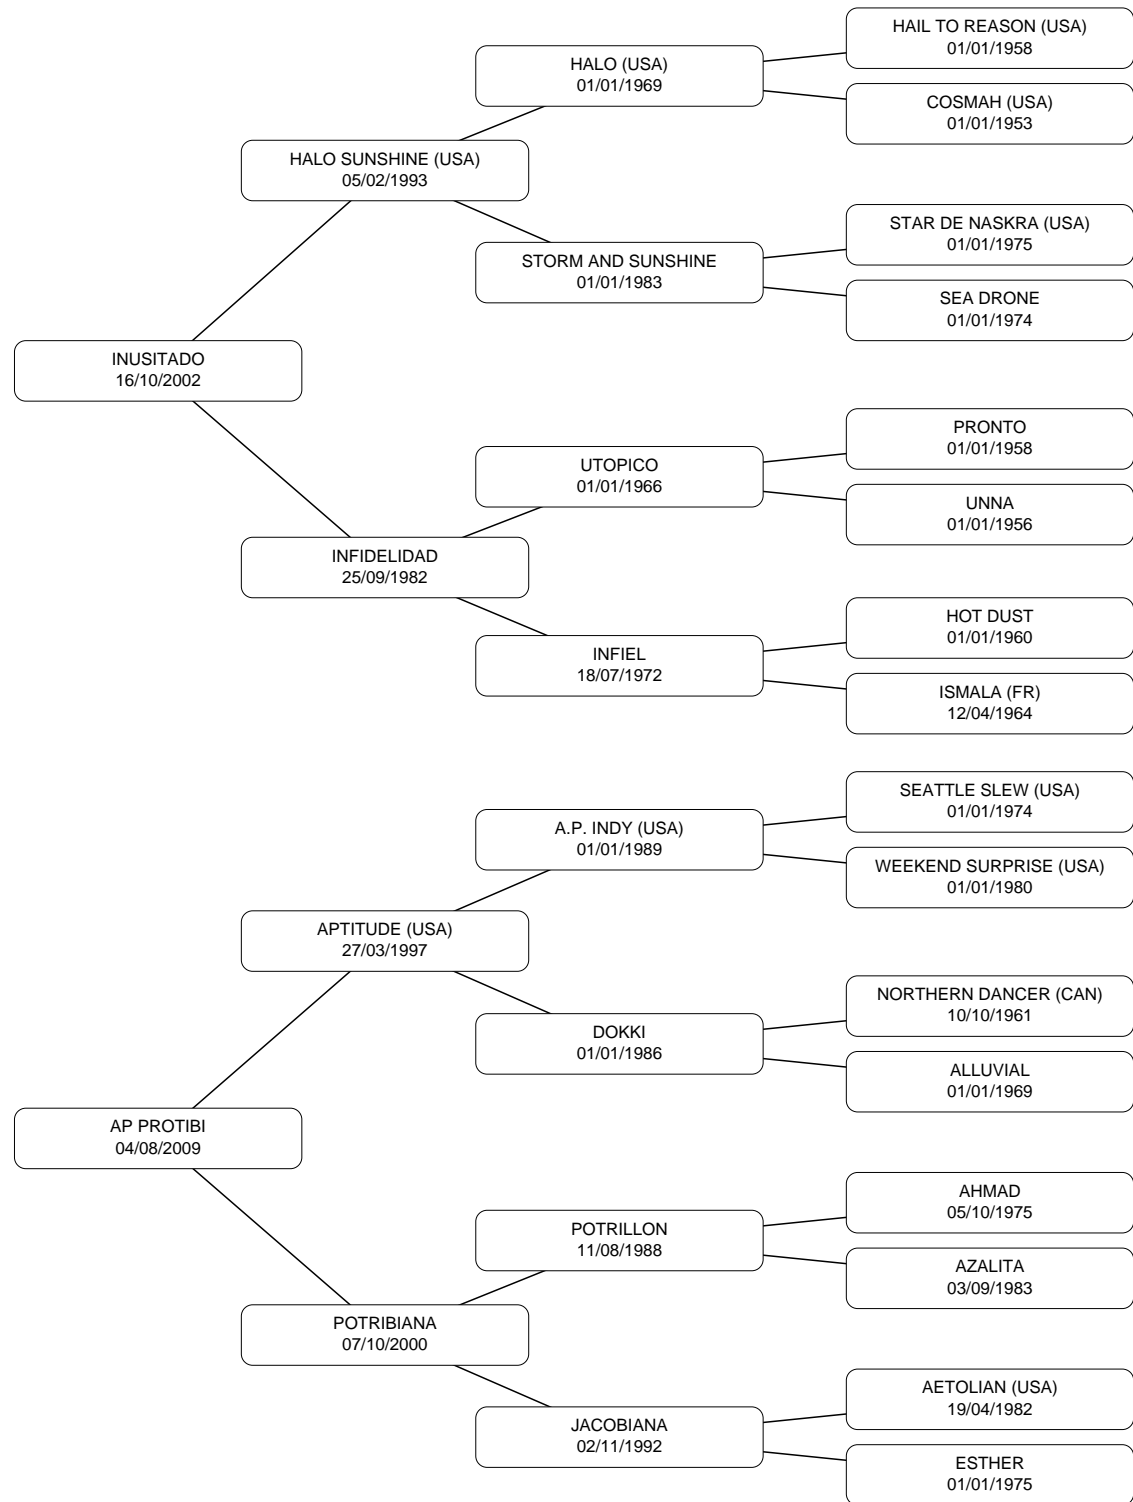 HAIL TO REASON (USA)
01/01/1958
HALO (USA)
01/01/1969
COSMAH (USA)
01/01/1953
HALO SUNSHINE (USA)
05/02/1993
STAR DE NASKRA (USA)
01/01/1975
STORM AND SUNSHINE
01/01/1983
SEA DRONE
01/01/1974
INUSITADO
16/10/2002
PRONTO
01/01/1958
UTOPICO
01/01/1966
UNNA
01/01/1956
INFIDELIDAD
25/09/1982
HOT DUST
01/01/1960
INFIEL
18/07/1972
ISMALA (FR)
12/04/1964
SEATTLE SLEW (USA)
01/01/1974
A.P. INDY (USA)
01/01/1989
WEEKEND SURPRISE (USA)
01/01/1980
APTITUDE (USA)
27/03/1997
NORTHERN DANCER (CAN)
10/10/1961
DOKKI
01/01/1986
ALLUVIAL
01/01/1969
AP PROTIBI
04/08/2009
AHMAD
05/10/1975
POTRILLON
11/08/1988
AZALITA
03/09/1983
POTRIBIANA
07/10/2000
AETOLIAN (USA)
19/04/1982
JACOBIANA
02/11/1992
ESTHER
01/01/1975